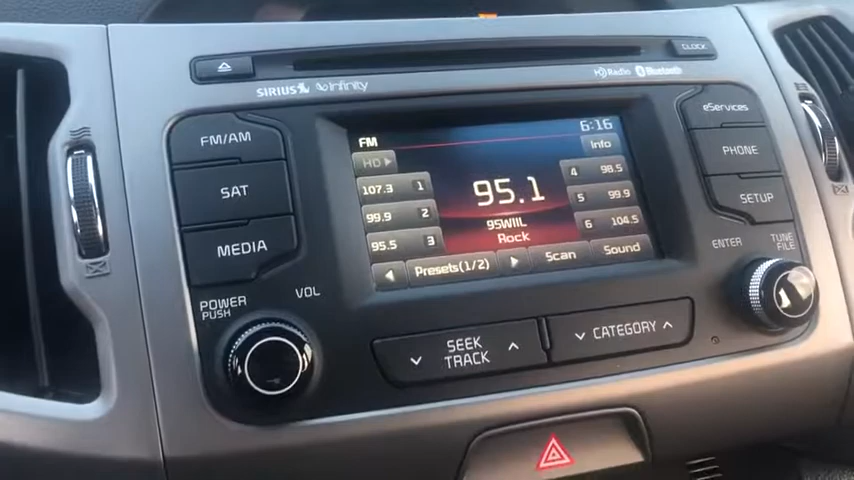 CLOCK
SIRIUS Infinity
HD Radio Bluetooth
FM/AM
SAT
MEDIA
POWER
PUSH
VOL
FM
6:16
HD
Info
107.3 1
99.9 2
95.5 3
95.1
95WIIL
Rock
4 98.3
5 99.9
6 104.5
Presets(1/2)
Scan
Sound
eServices
PHONE
SETUP
ENTER
TUNE
FILE
SEEK
TRACK
CATEGORY